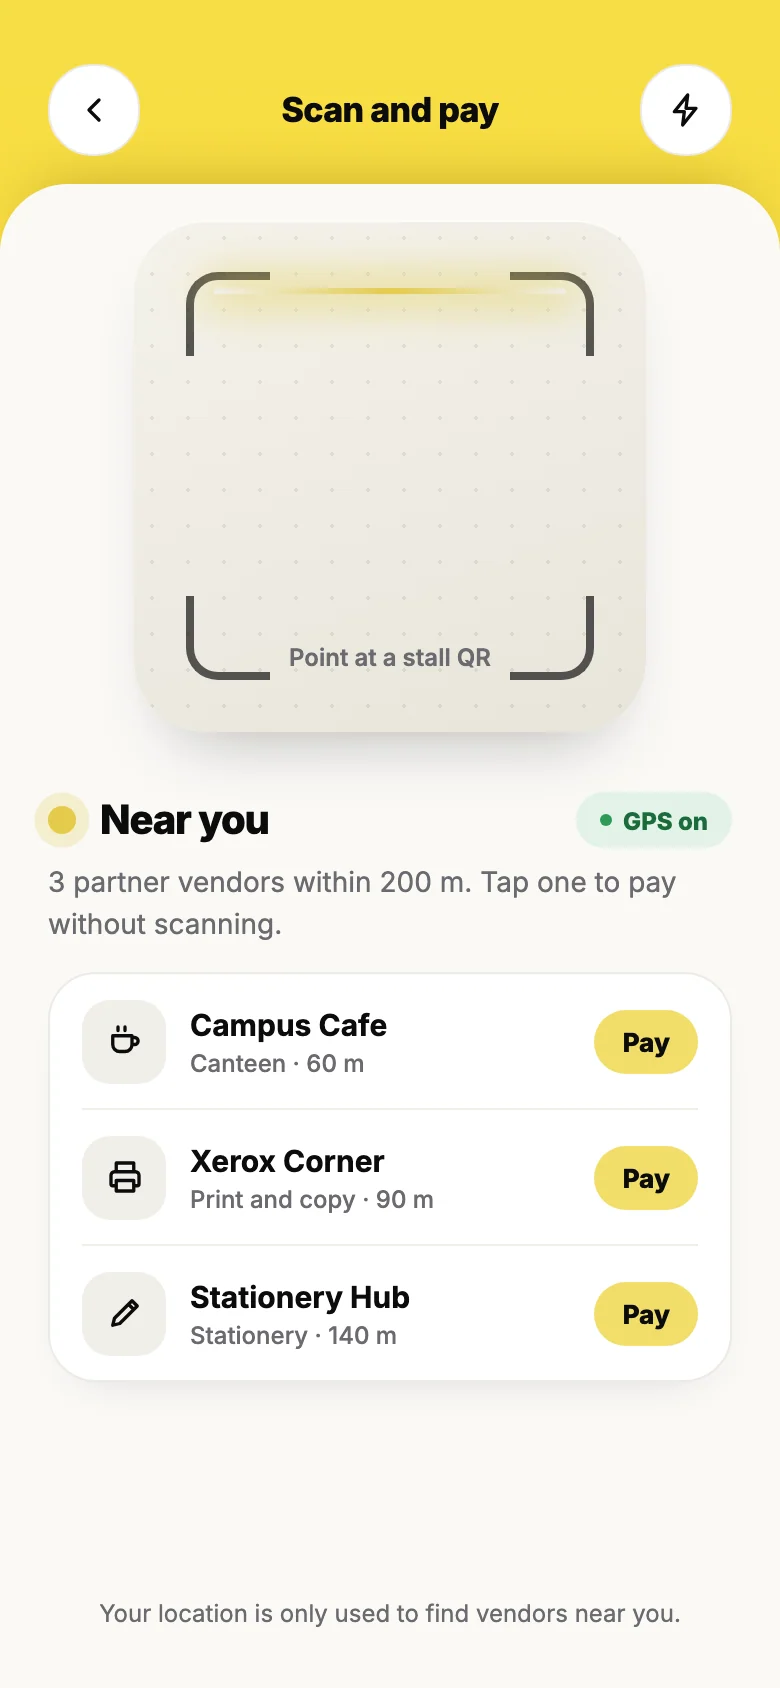 Scan and pay
Point at a stall QR
Near you
GPS on
3 partner vendors within 200 m. Tap one to pay
without scanning.
Campus Cafe
Canteen · 60 m
Pay
Xerox Corner
Print and copy · 90 m
Pay
Stationery Hub
Stationery · 140 m
Pay
Your location is only used to find vendors near you.